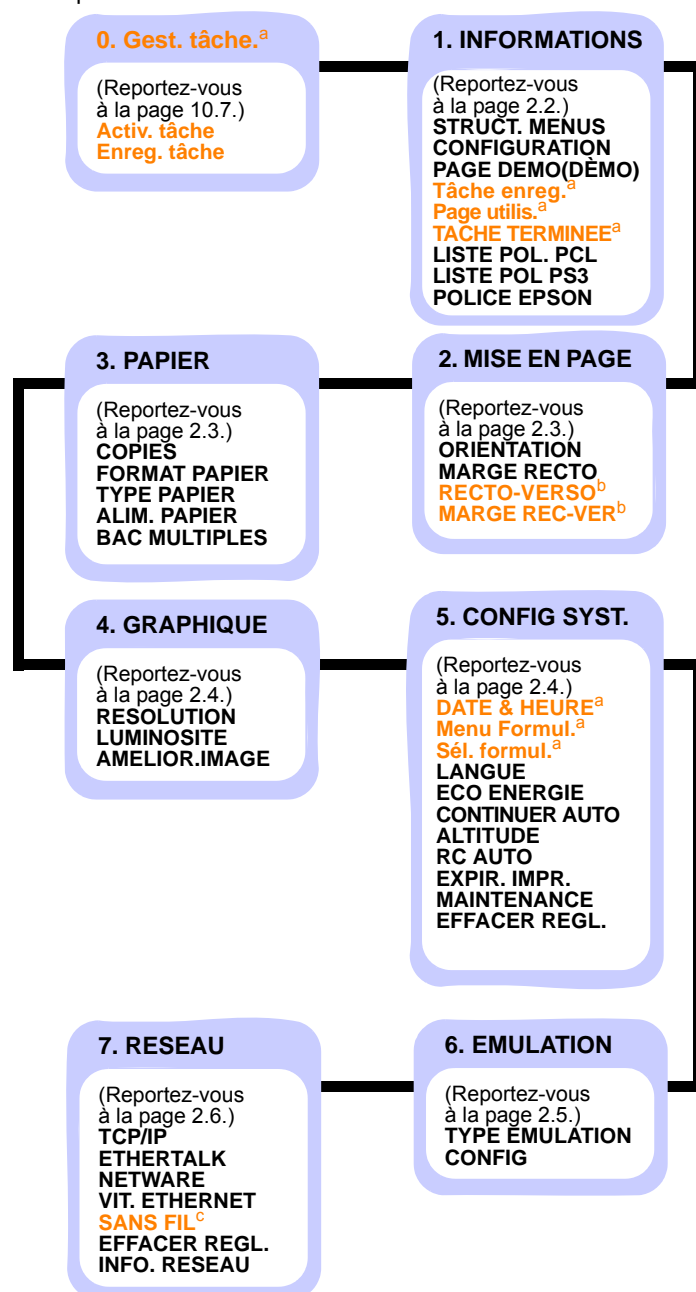 0. Gest. tâche.a
(Reportez-vous
à la page 10.7.)
Activ. tâche
Enreg. tâche
1. INFORMATIONS
(Reportez-vous
à la page 2.2.)
STRUCT. MENUS
CONFIGURATION
PAGE DEMO(DÈMO)
Tâche enreg.a
Page utilis.a
TACHE TERMINEEa
LISTE POL. PCL
LISTE POL PS3
POLICE EPSON
2. MISE EN PAGE
(Reportez-vous
à la page 2.3.)
ORIENTATION
MARGE RECTO
RECTO-VERSOb
MARGE REC-VERb
3. PAPIER
(Reportez-vous
à la page 2.3.)
COPIES
FORMAT PAPIER
TYPE PAPIER
ALIM. PAPIER
BAC MULTIPLES
4. GRAPHIQUE
(Reportez-vous
à la page 2.4.)
RESOLUTION
LUMINOSITE
AMELIOR.IMAGE
5. CONFIG SYST.
(Reportez-vous
à la page 2.4.)
DATE & HEUREa
Menu Formul.a
Sél. formul.a
LANGUE
ECO ENERGIE
CONTINUER AUTO
ALTITUDE
RC AUTO
EXPIR. IMPR.
MAINTENANCE
EFFACER REGL.
6. EMULATION
(Reportez-vous
à la page 2.5.)
TYPE EMULATION
CONFIG
7. RESEAU
(Reportez-vous
à la page 2.6.)
TCP/IP
ETHERTALK
NETWARE
VIT. ETHERNET
SANS FILc
EFFACER REGL.
INFO. RESEAU